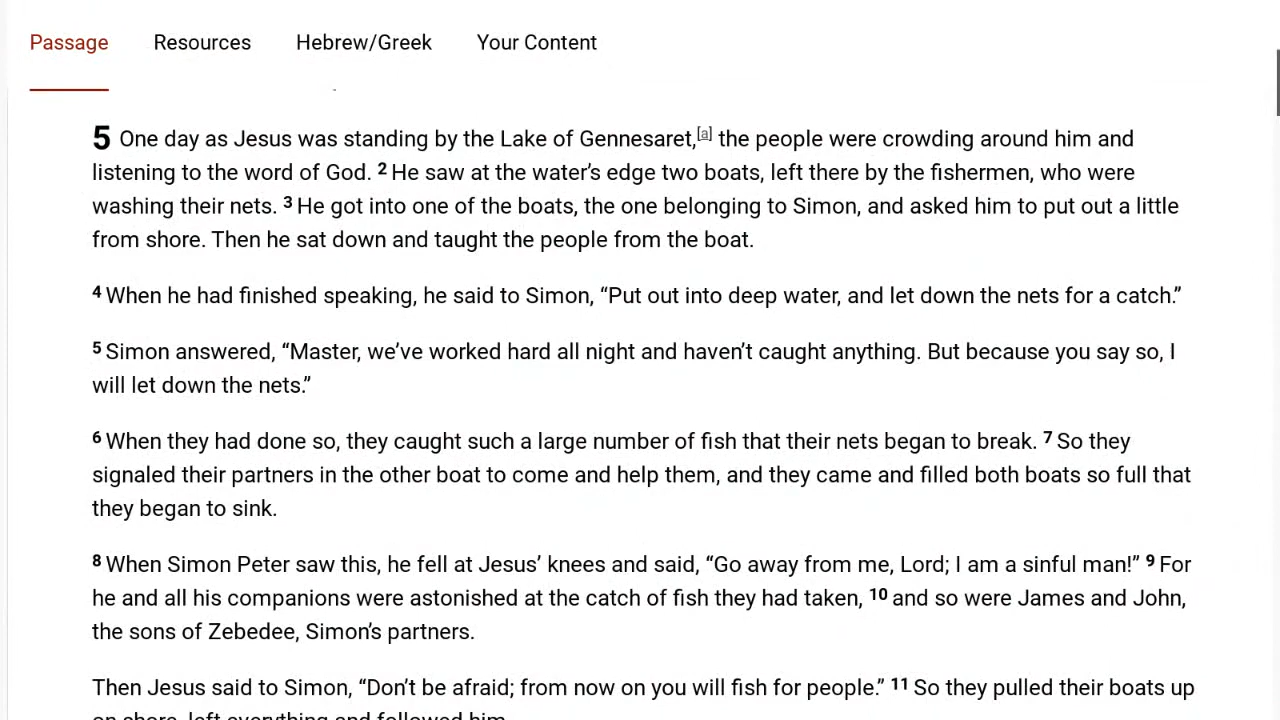 Passage Resources Hebrew/Greek Your Content
5 One day as Jesus was standing by the Lake of Gennesaret,[a] the people were crowding around him and
listening to the word of God. 2 He saw at the water’s edge two boats, left there by the fishermen, who were
washing their nets. 3 He got into one of the boats, the one belonging to Simon, and asked him to put out a little
from shore. Then he sat down and taught the people from the boat.
4 When he had finished speaking, he said to Simon, “Put out into deep water, and let down the nets for a catch.”
5 Simon answered, “Master, we’ve worked hard all night and haven’t caught anything. But because you say so, I
will let down the nets.”
6 When they had done so, they caught such a large number of fish that their nets began to break. 7 So they
signaled their partners in the other boat to come and help them, and they came and filled both boats so full that
they began to sink.
8 When Simon Peter saw this, he fell at Jesus’ knees and said, “Go away from me, Lord; I am a sinful man!” 9 For
he and all his companions were astonished at the catch of fish they had taken, 10 and so were James and John,
the sons of Zebedee, Simon’s partners.
Then Jesus said to Simon, “Don’t be afraid; from now on you will fish for people.” 11 So they pulled their boats up
on shore, left everything and followed him.